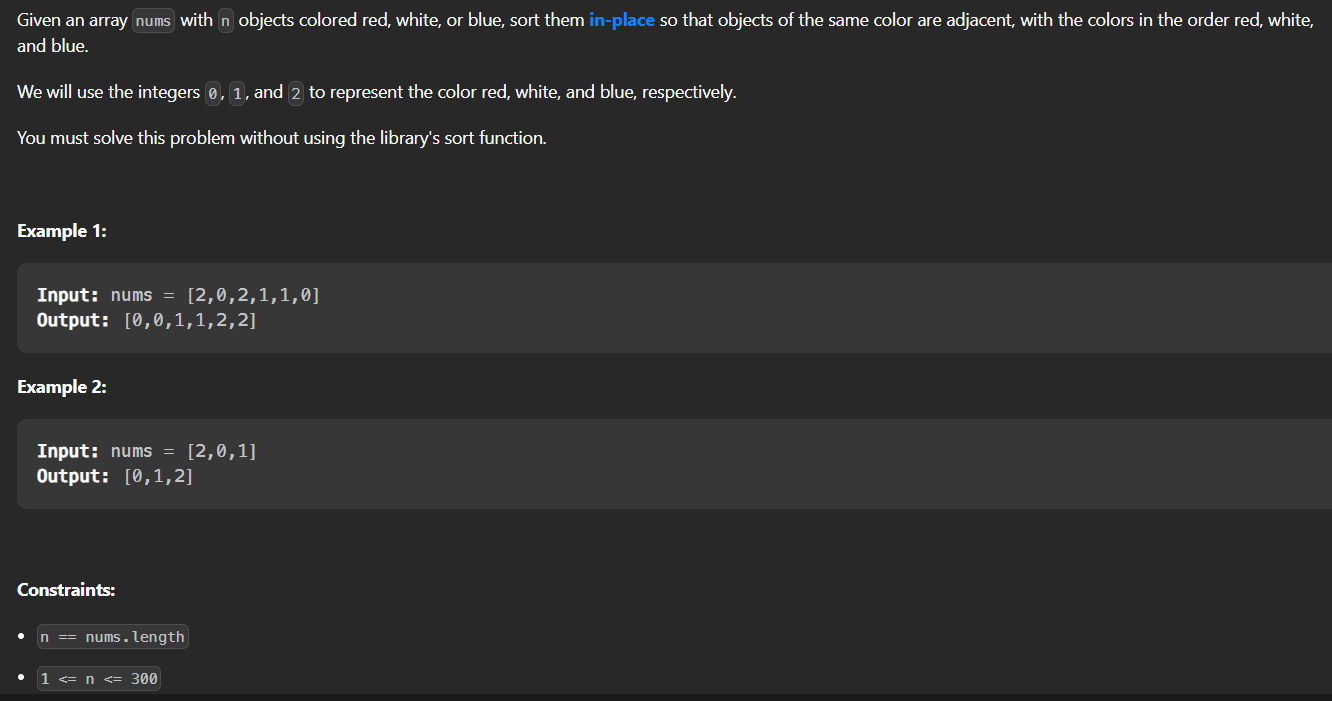 Given an array nums with n objects colored red, white, or blue, sort them in-place so that objects of the same color are adjacent, with the colors in the order red, white,
and blue.
We will use the integers 0, 1, and 2 to represent the color red, white, and blue, respectively.
You must solve this problem without using the library's sort function.
Example 1:
Input: nums = [2,0,2,1,1,0]
Output: [0,0,1,1,2,2]
Example 2:
Input: nums = [2,0,1]
Output: [0,1,2]
Constraints:
• n == nums.length
• 1 <= n <= 300